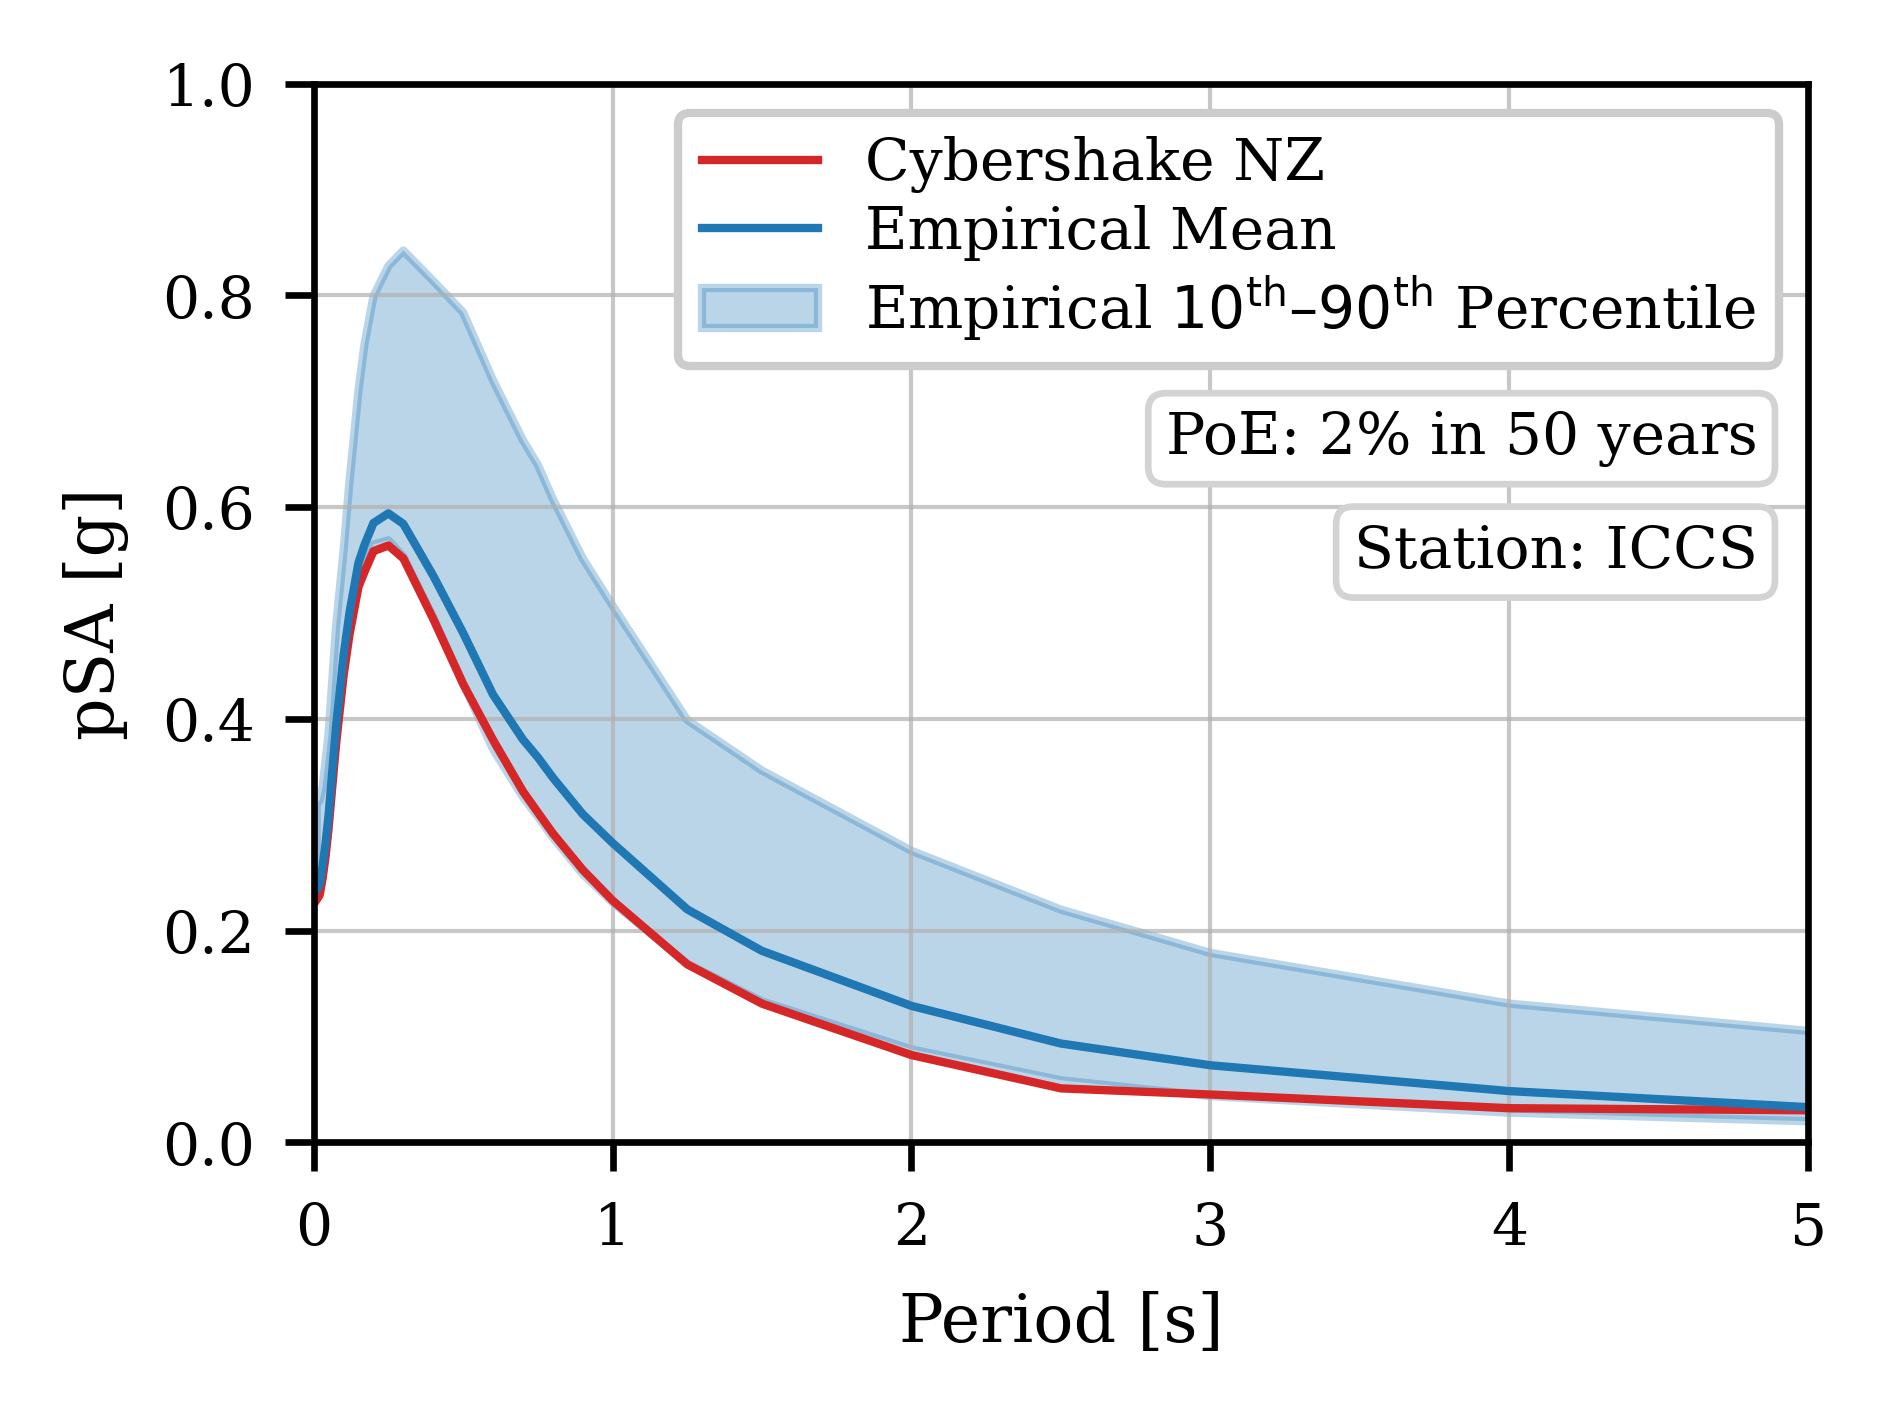 1.0
0.8
0.6
0.4
0.2
0.0
pSA [g]
Cybershake NZ
Empirical Mean
Empirical 10th–90th Percentile
PoE: 2% in 50 years
Station: ICCS
0 1 2 3 4 5
Period [s]